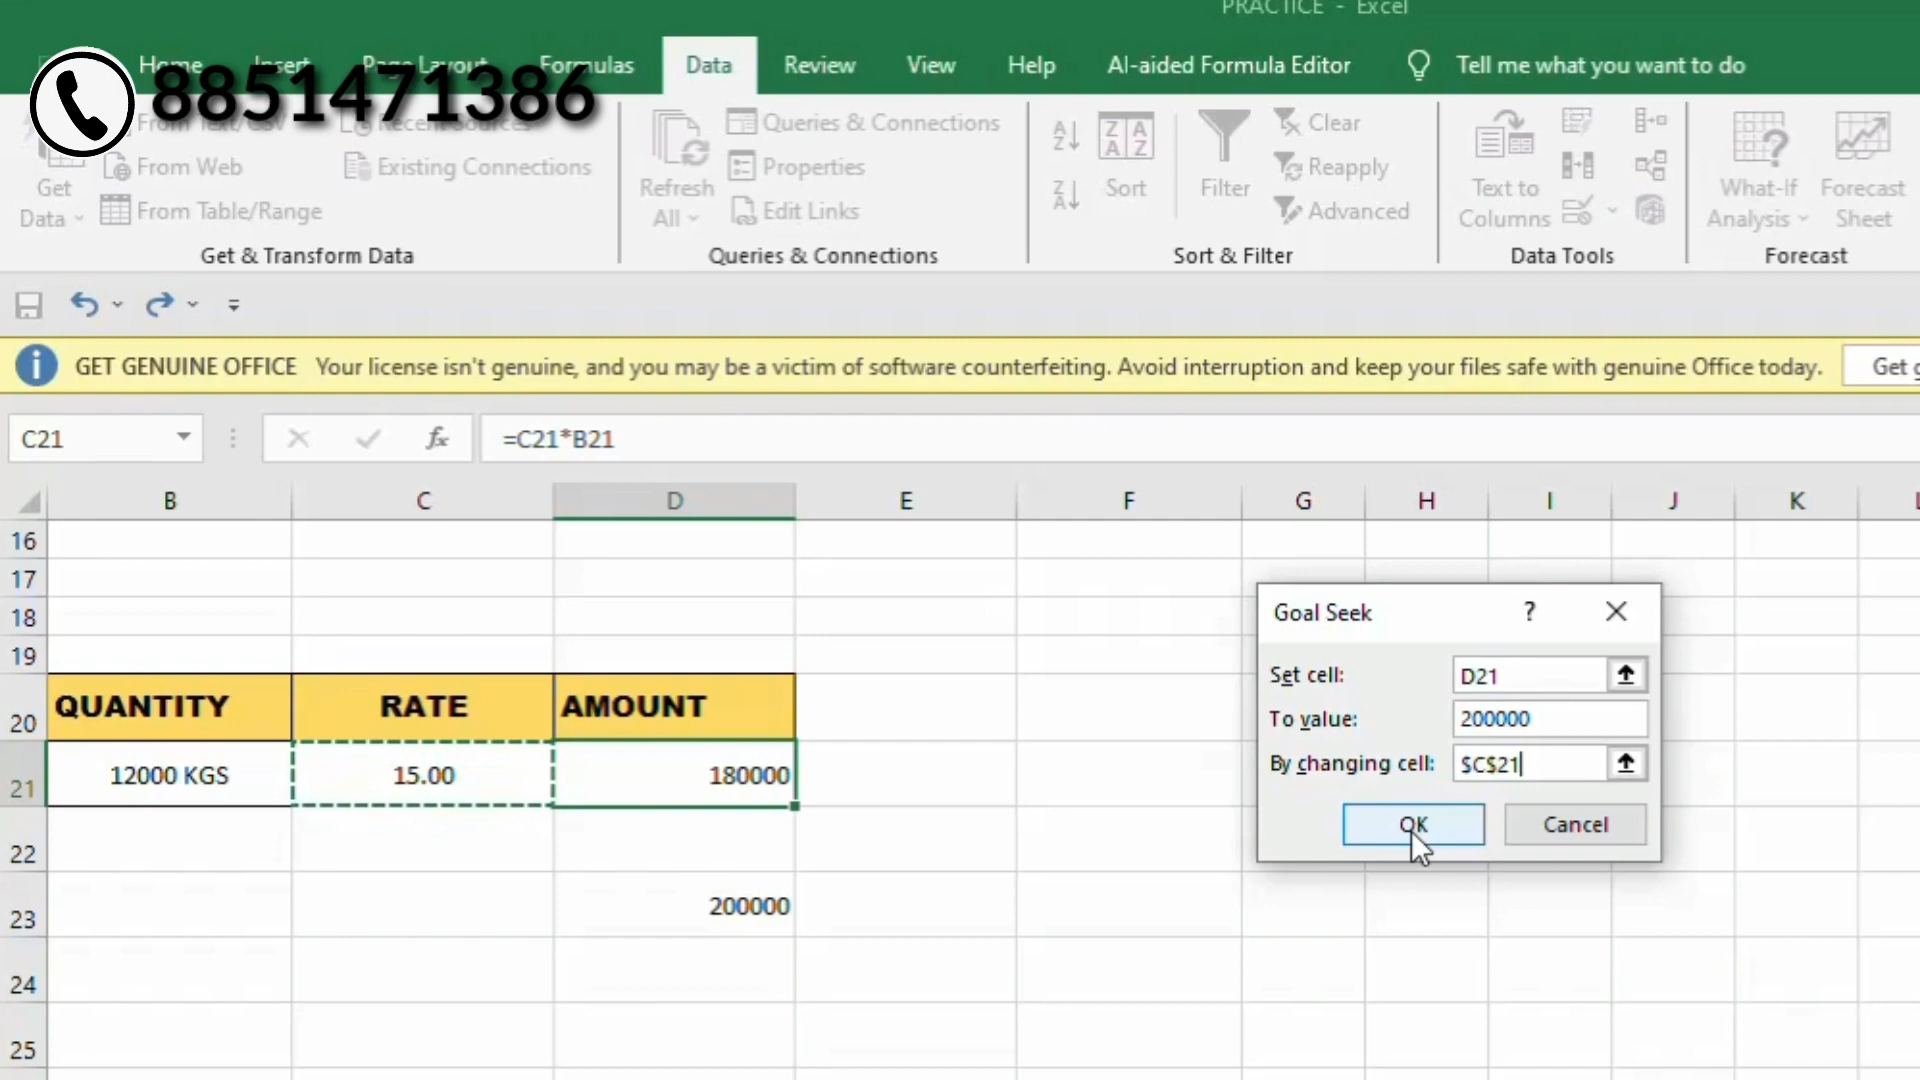 PRACTICE - Excel
Home Insert Page Layout Formulas Data Review View Help AI-aided Formula Editor Tell me what you want to do
8851471386
From Text/CSV Recent Sources
From Web Existing Connections
From Table/Range
Get Data
Get & Transform Data
Refresh All
Queries & Connections
Properties
Edit Links
Queries & Connections
Sort
Filter
Clear
Reapply
Advanced
Sort & Filter
Text to Columns
Data Tools
What-If Analysis
Forecast Sheet
Forecast
GET GENUINE OFFICE Your license isn't genuine, and you may be a victim of software counterfeiting. Avoid interruption and keep your files safe with genuine Office today. Get
C21 fx =C21*B21
B C D E F G H I J K
16
17
18
19
20 QUANTITY RATE AMOUNT
21 12000 KGS 15.00 180000
22
23 200000
24
25
Goal Seek ?
Set cell: D21
To value: 200000
By changing cell: $C$21
OK Cancel